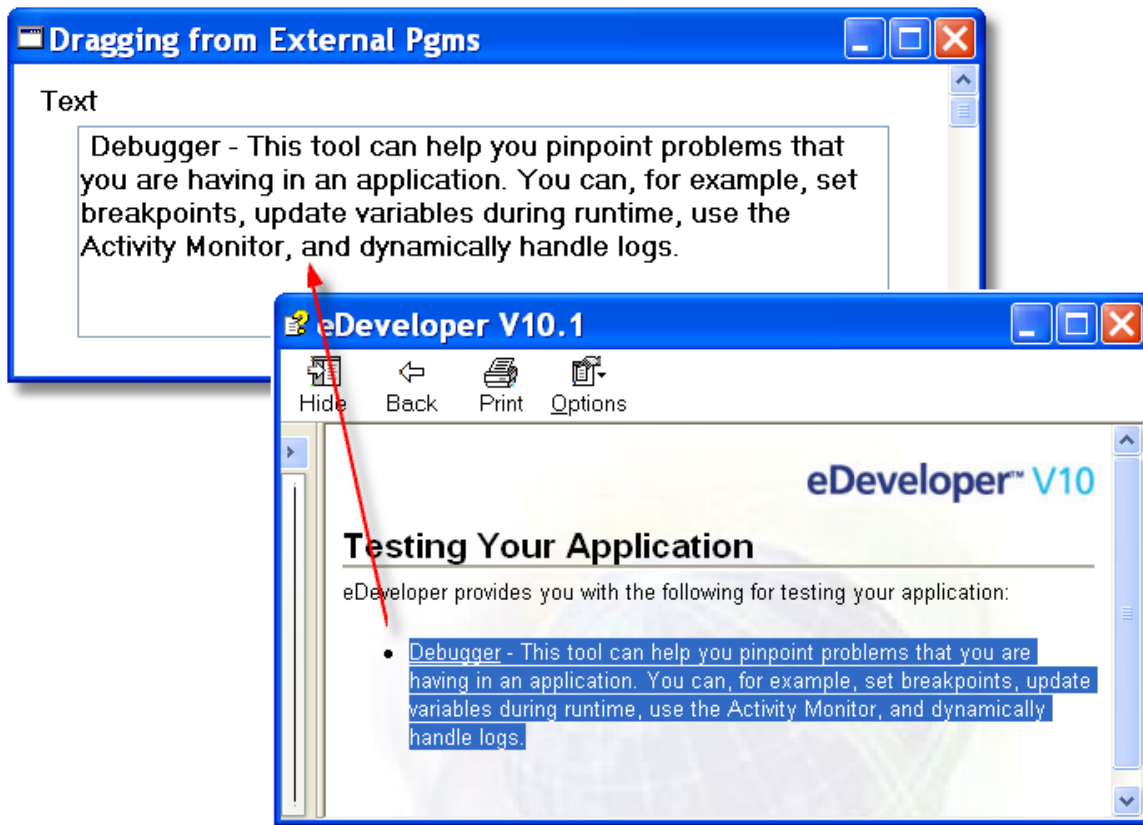 Dragging from External Pgms
Text
Debugger - This tool can help you pinpoint problems that
you are having in an application. You can, for example, set
breakpoints, update variables during runtime, use the
Activity Monitor, and dynamically handle logs.
eDeveloper V10.1
Hide Back Print Options
eDeveloper™ V10
Testing Your Application
eDeveloper provides you with the following for testing your application:
• Debugger - This tool can help you pinpoint problems that you are
having in an application. You can, for example, set breakpoints, update
variables during runtime, use the Activity Monitor, and dynamically
handle logs.